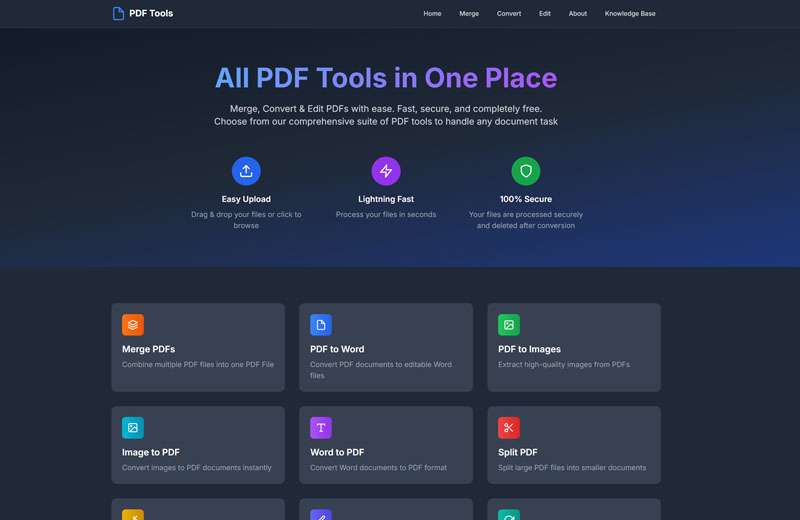 PDF Tools
Home Merge Convert Edit About Knowledge Base
All PDF Tools in One Place
Merge, Convert & Edit PDFs with ease. Fast, secure, and completely free.
Choose from our comprehensive suite of PDF tools to handle any document task
Easy Upload
Drag & drop your files or click to
browse
Lightning Fast
Process your files in seconds
100% Secure
Your files are processed securely
and deleted after conversion
Merge PDFs
Combine multiple PDF files into one PDF File
PDF to Word
Convert PDF documents to editable Word
files
PDF to Images
Extract high-quality images from PDFs
Image to PDF
Convert images to PDF documents instantly
Word to PDF
Convert Word documents to PDF format
Split PDF
Split large PDF files into smaller documents